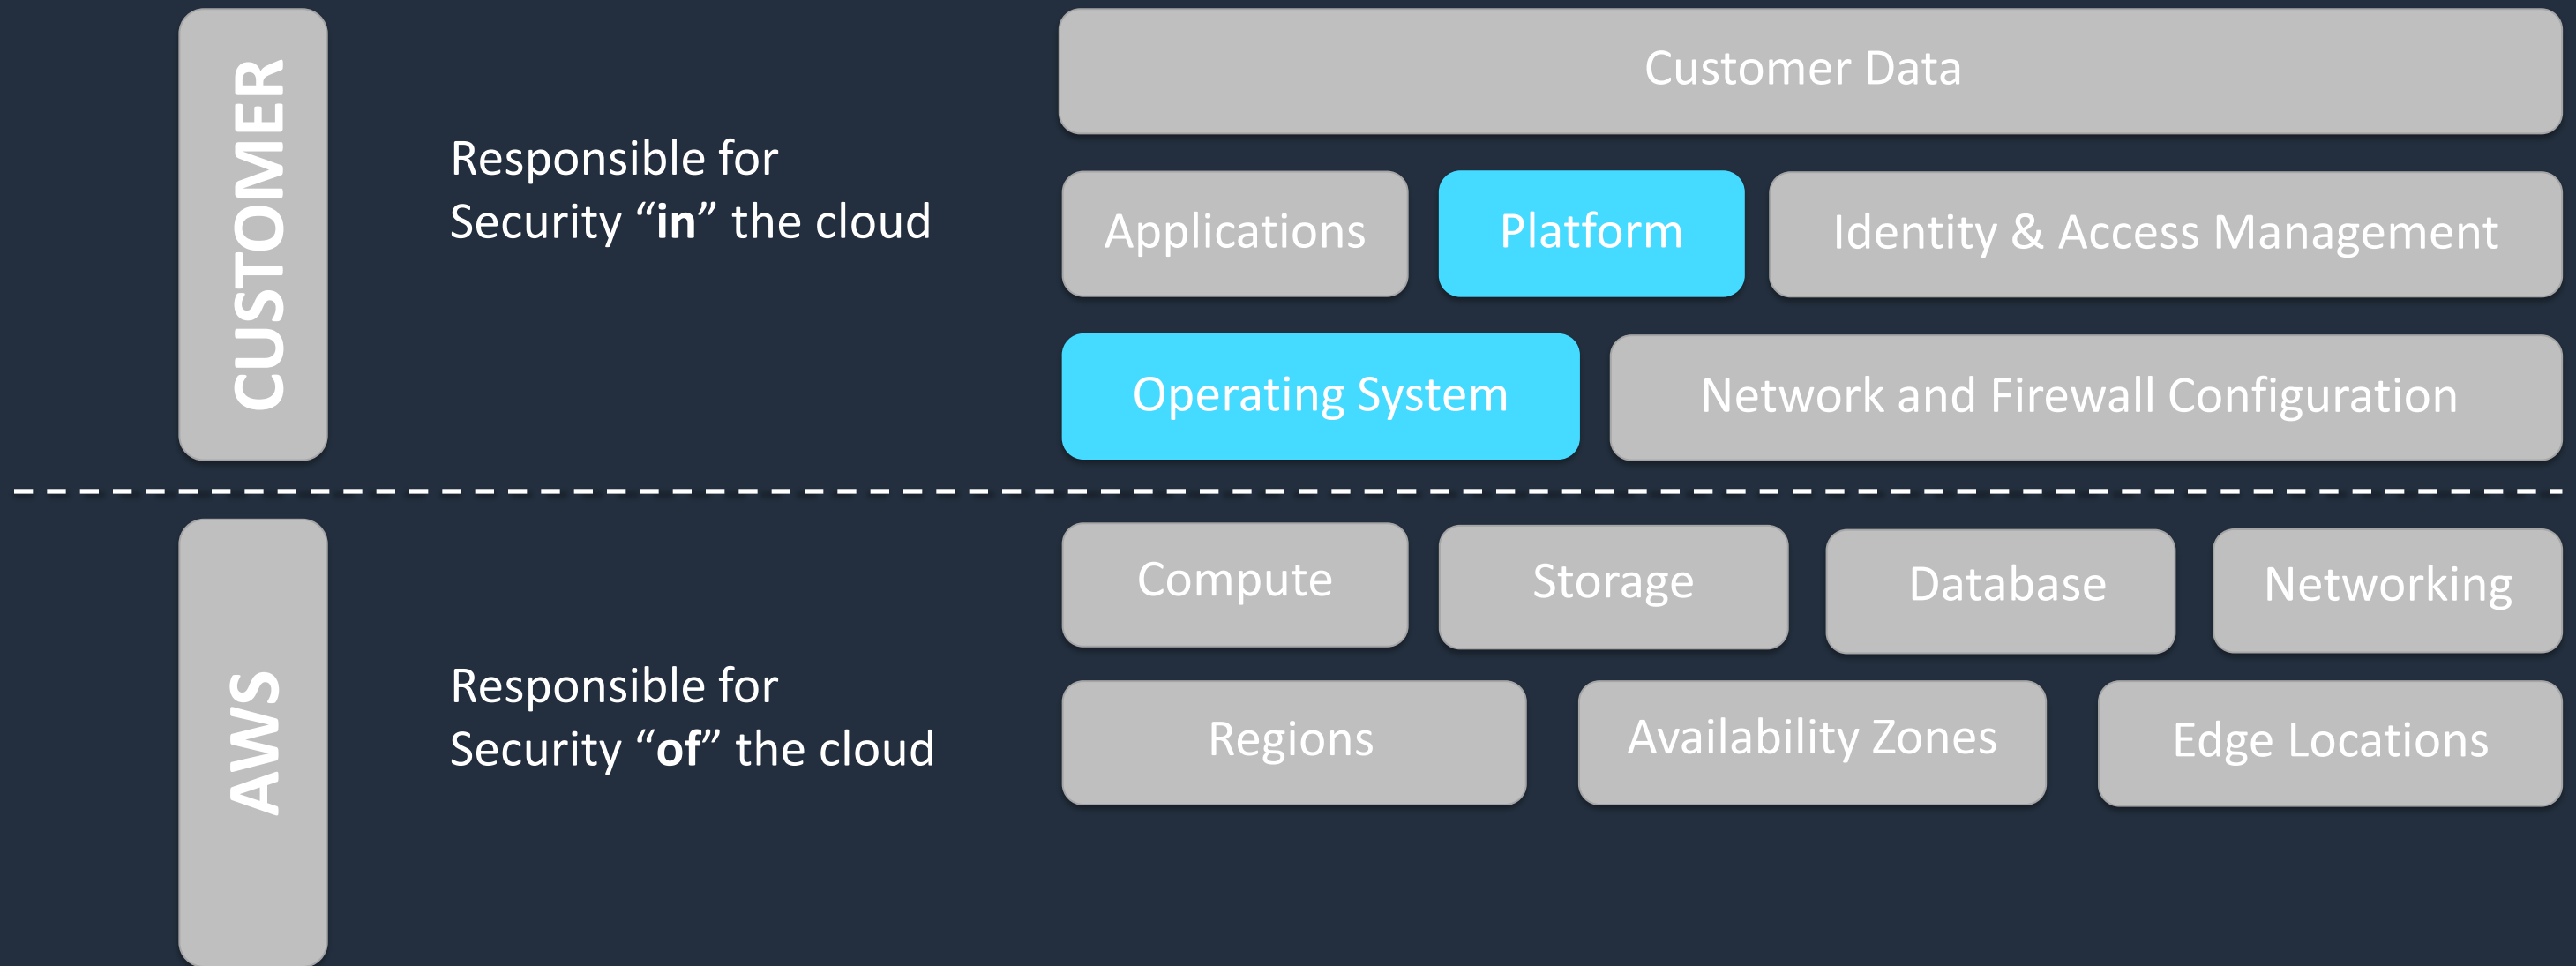 CUSTOMER
Responsible for
Security “in” the cloud
Customer Data
Applications
Platform
Identity & Access Management
Operating System
Network and Firewall Configuration
AWS
Responsible for
Security “of” the cloud
Compute
Storage
Database
Networking
Regions
Availability Zones
Edge Locations